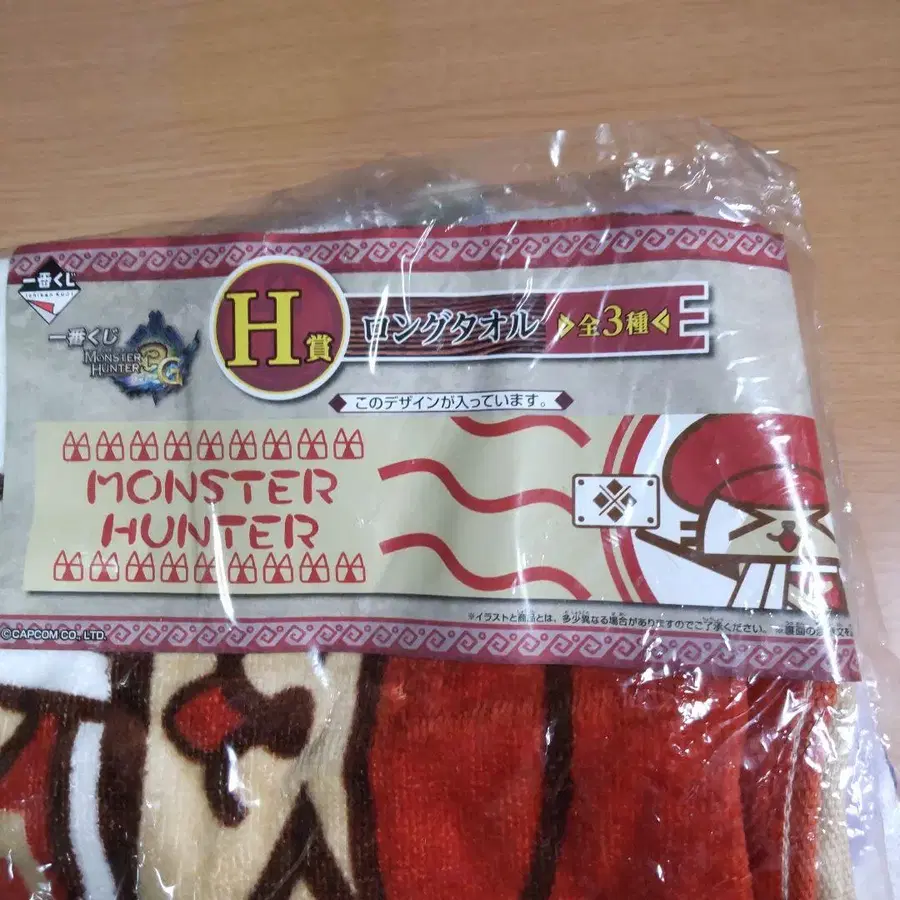 一番くじ
ICHIBAN KUJI
一番くじ
MONSTER
HUNTER 3G
H賞
ロングタオル
全3種
このデザインが入っています。
MONSTER
HUNTER
※イラストと商品とは、多少異なる場合がありますのでご了承ください。
©CAPCOM CO., LTD.